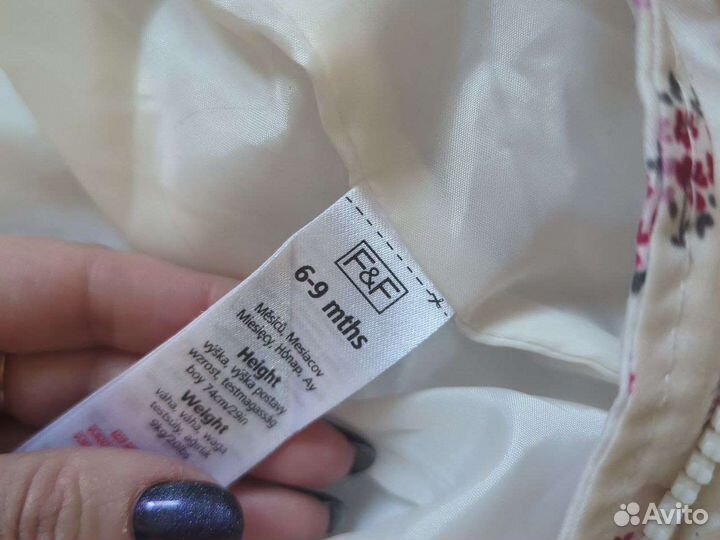 F&F
6-9 mths
Měsíců, Mesiacov
Miesięcy, Hónap, Ay
Height
výška, výška postavy
wzrost, testmagasság
boy 74cm/29in
Weight
váha, váha, waga
testsúly, ağırlık
9kg/20lbs
Avito